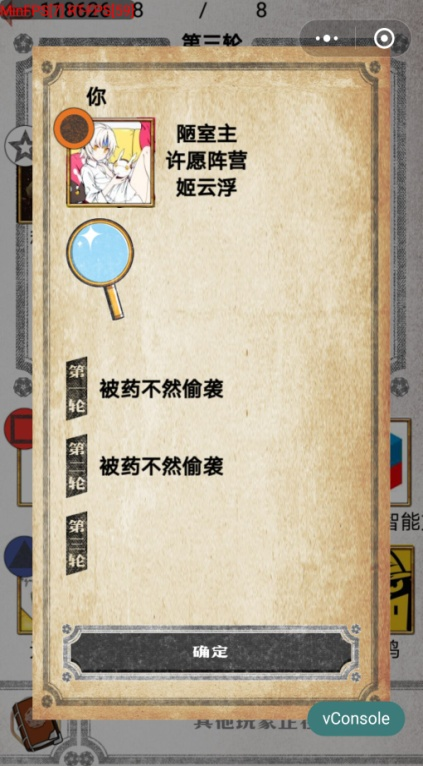 178626 8 / 8
第三轮
你
陋室主
许愿阵营
姬云浮
第一轮
被药不然偷袭
第二轮
被药不然偷袭
第三轮
智能
鸡
确定
其他玩家正在
vConsole